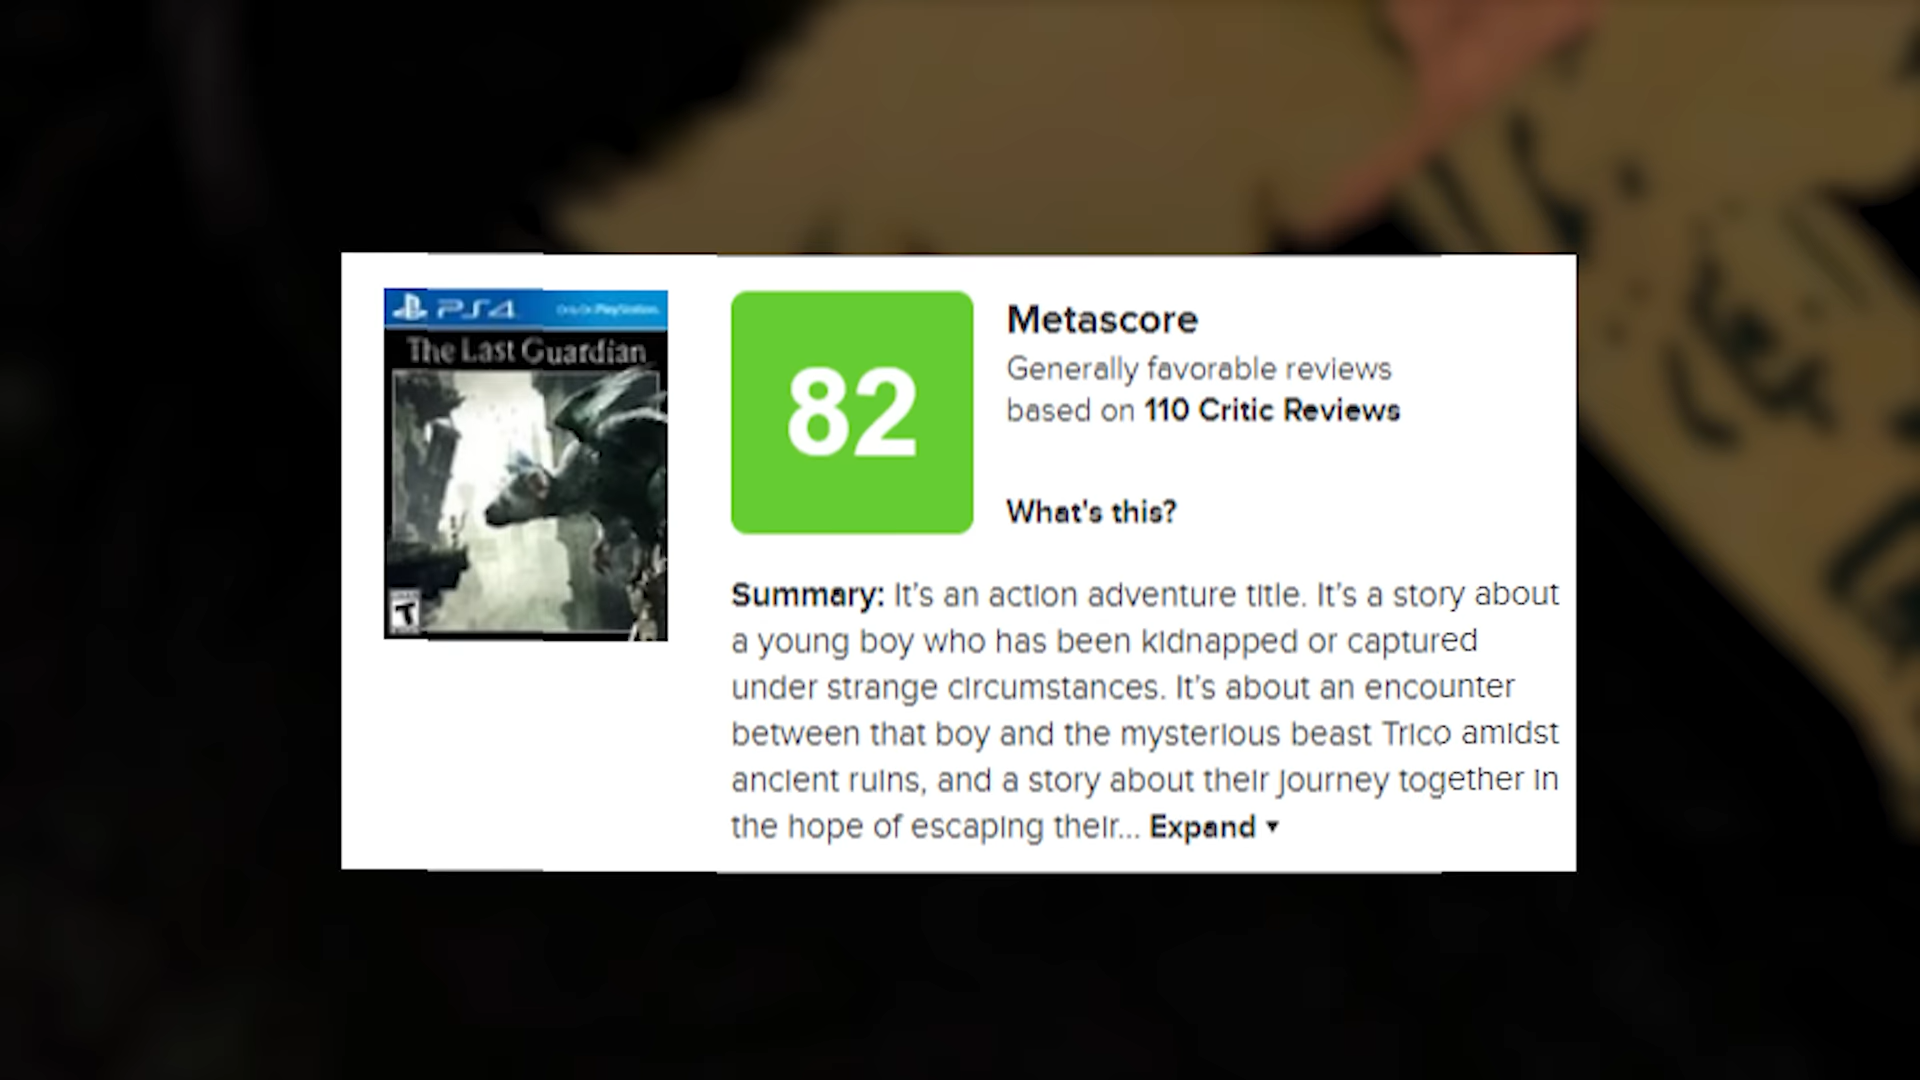 PS4
Only On PlayStation
The Last Guardian
T
82
Metascore
Generally favorable reviews
based on 110 Critic Reviews
What's this?
Summary: It's an action adventure title. It's a story about
a young boy who has been kidnapped or captured
under strange circumstances. It's about an encounter
between that boy and the mysterious beast Trico amidst
ancient ruins, and a story about their journey together in
the hope of escaping their... Expand ▼